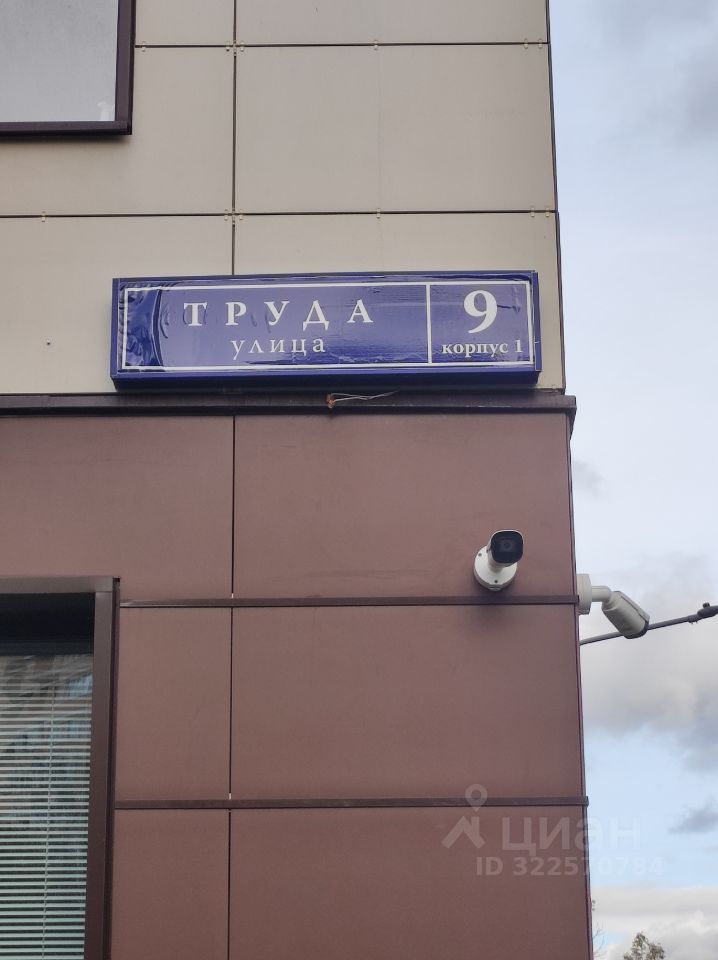 ТРУДА
улица
9
корпус 1
циан
ID 322570784